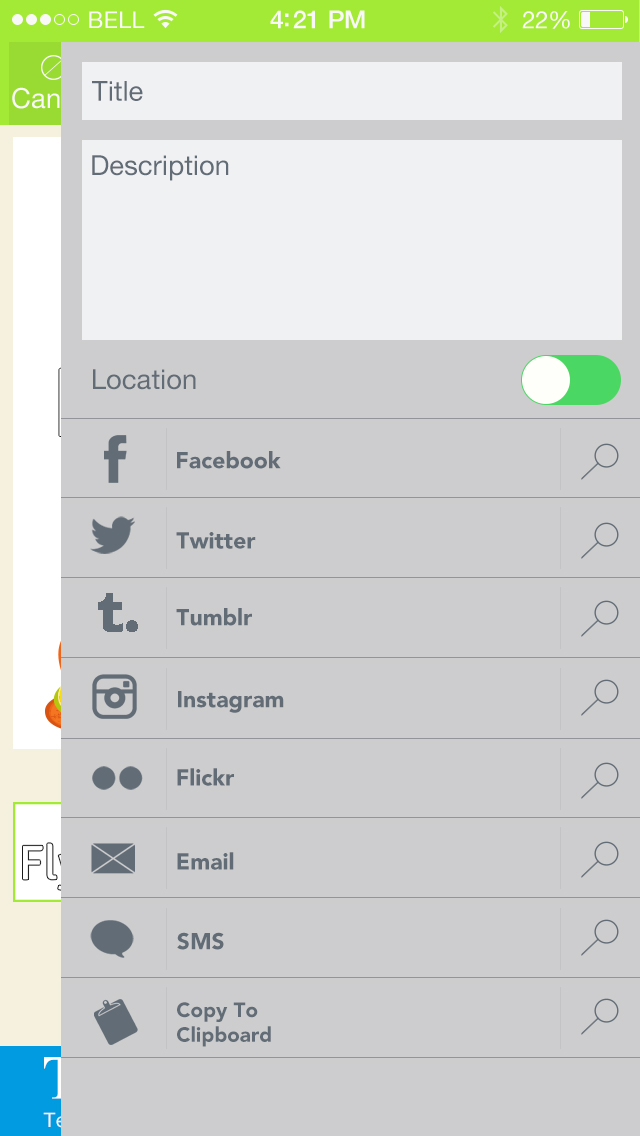 BELL 4:21 PM 22%
Can
Title
Description
Location
Facebook
Twitter
Tumblr
Instagram
Flickr
Fly
Email
SMS
Copy To
Clipboard
T
Te